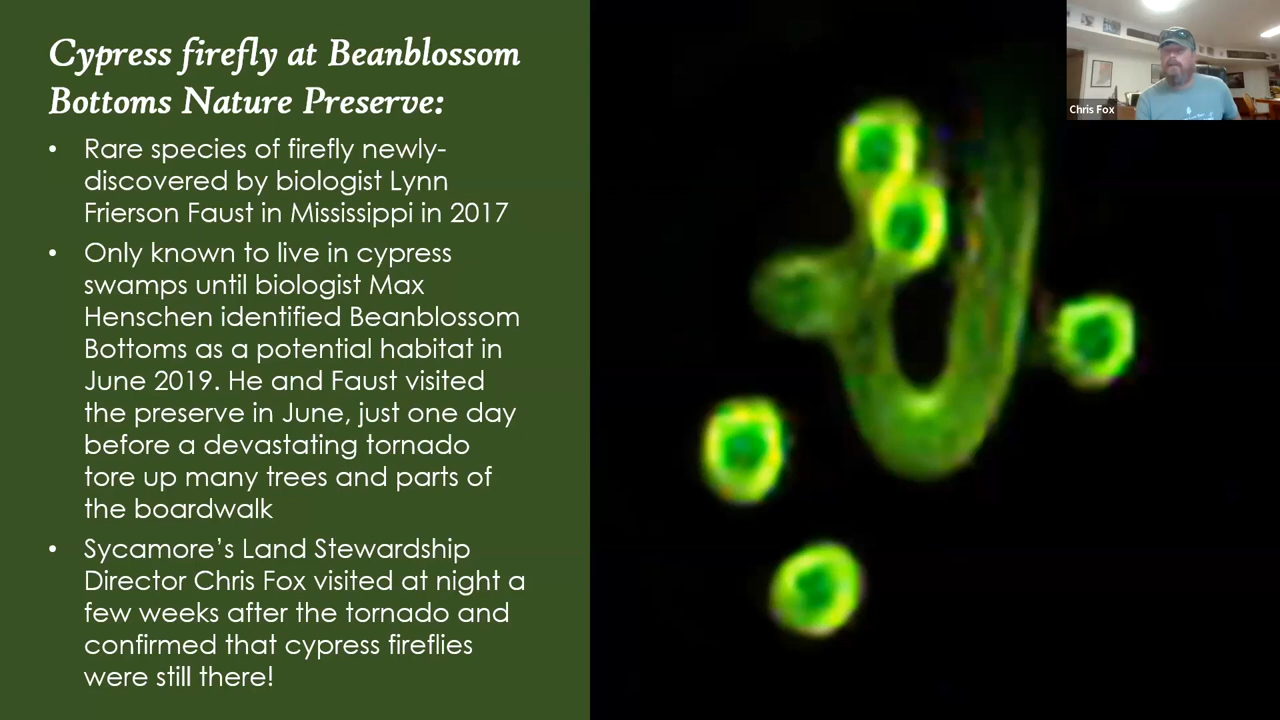 Cypress firefly at Beanblossom
Bottoms Nature Preserve:
• Rare species of firefly newly-
discovered by biologist Lynn
Frierson Faust in Mississippi in 2017
• Only known to live in cypress
swamps until biologist Max
Henschen identified Beanblossom
Bottoms as a potential habitat in
June 2019. He and Faust visited
the preserve in June, just one day
before a devastating tornado
tore up many trees and parts of
the boardwalk
• Sycamore’s Land Stewardship
Director Chris Fox visited at night a
few weeks after the tornado and
confirmed that cypress fireflies
were still there!
Chris Fox